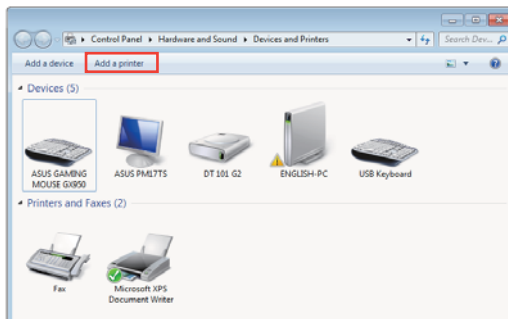 Control Panel ▸ Hardware and Sound ▸ Devices and Printers
Search Dev...
Add a device
Add a printer
Devices (5)
ASUS GAMING
MOUSE GX950
ASUS PM17TS
DT 101 G2
ENGLISH-PC
USB Keyboard
Printers and Faxes (2)
Fax
Microsoft XPS
Document Writer